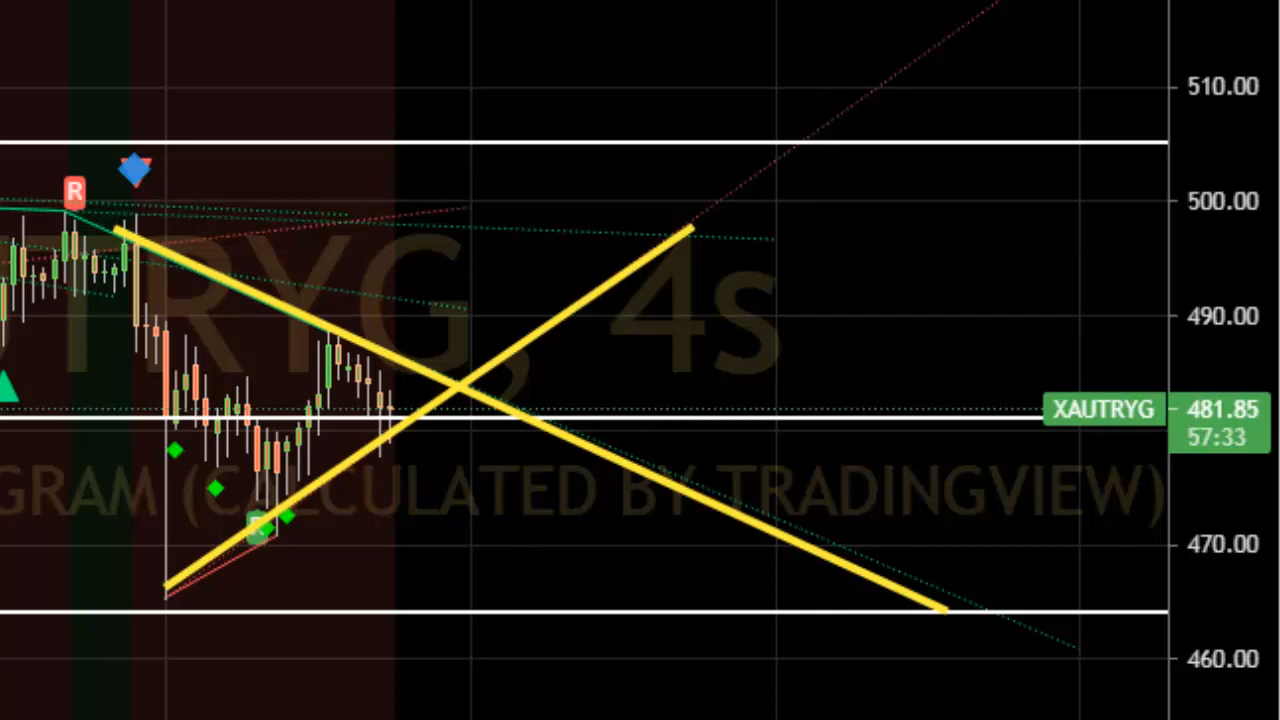 510.00
R
500.00
TRYG, 4s
490.00
XAUTRYG 481.85
57:33
GRAM (CALCULATED BY TRADINGVIEW)
470.00
460.00